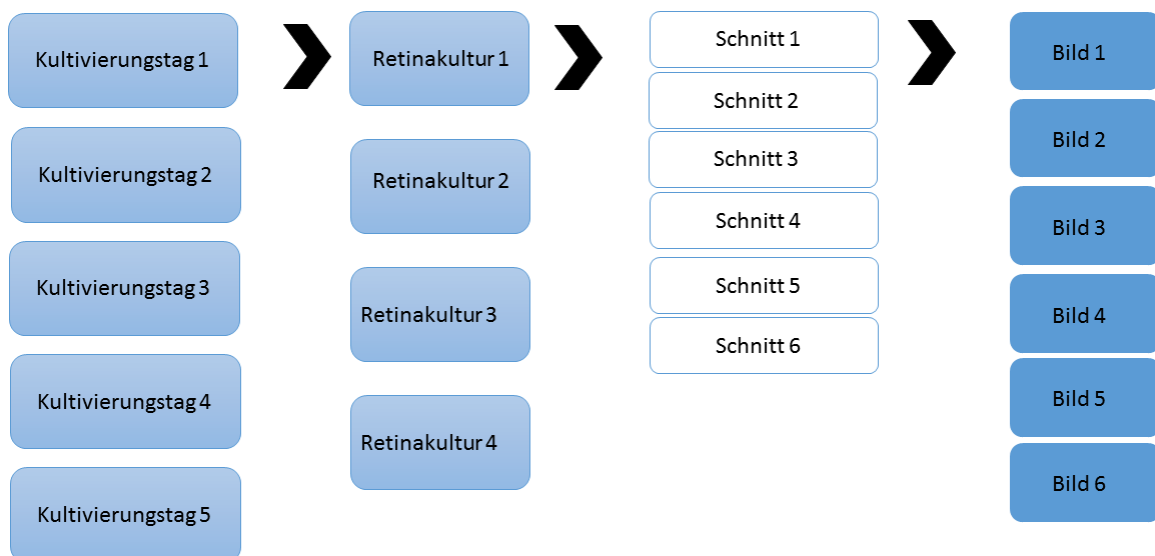 Kultivierungstag 1
Kultivierungstag 2
Kultivierungstag 3
Kultivierungstag 4
Kultivierungstag 5
Retinakultur 1
Retinakultur 2
Retinakultur 3
Retinakultur 4
Schnitt 1
Schnitt 2
Schnitt 3
Schnitt 4
Schnitt 5
Schnitt 6
Bild 1
Bild 2
Bild 3
Bild 4
Bild 5
Bild 6